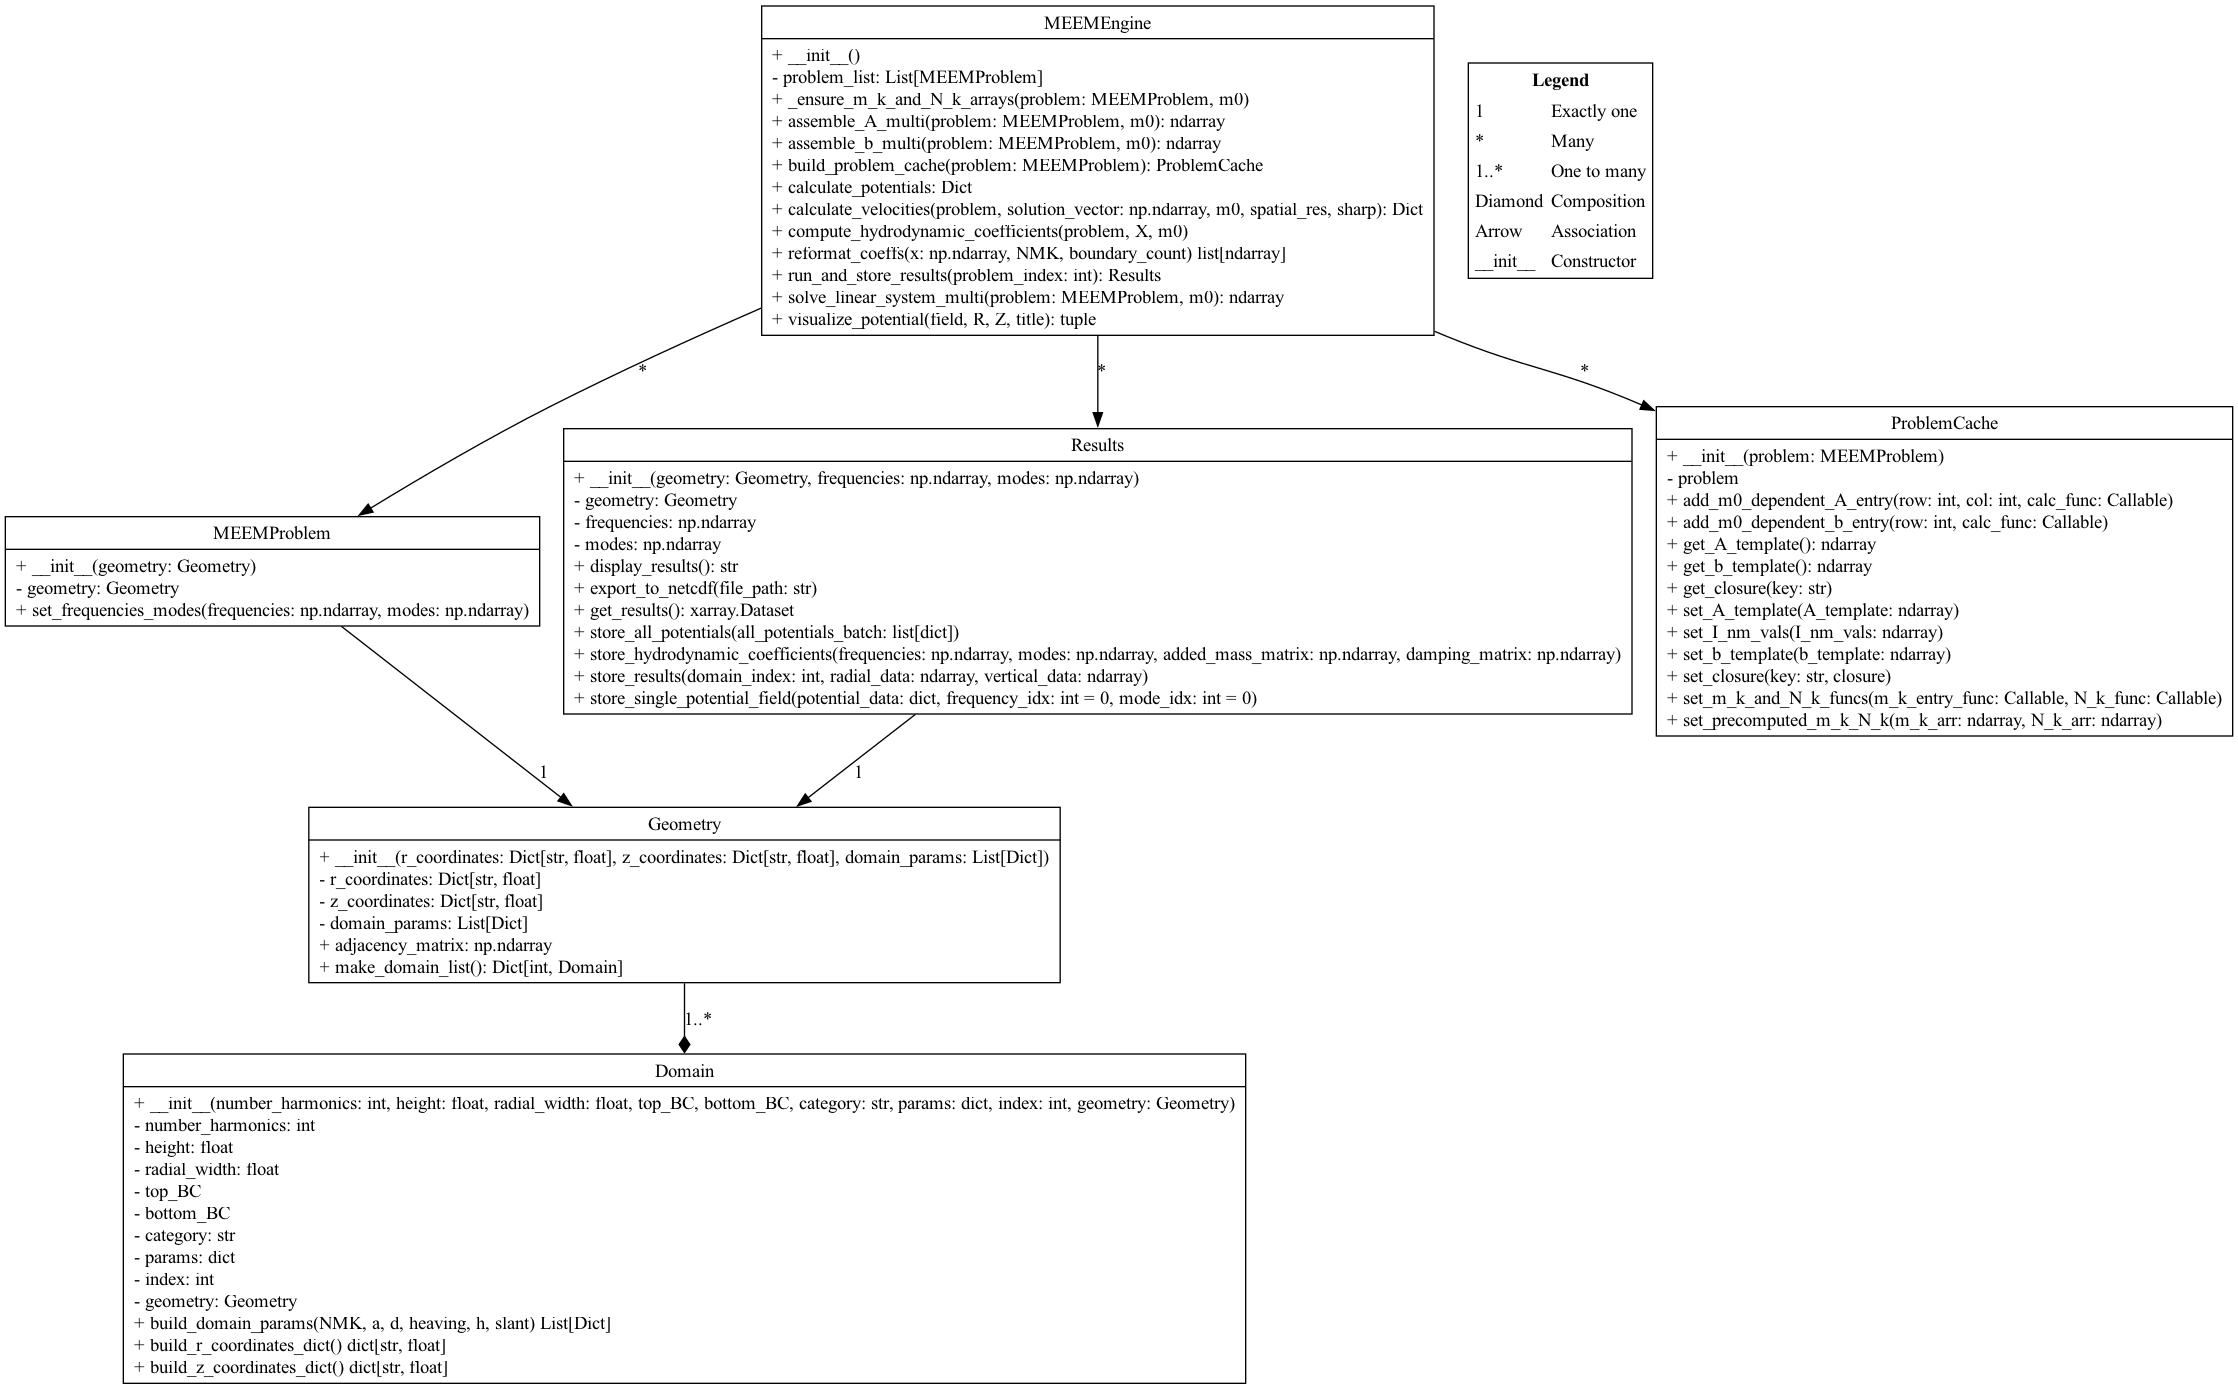 MEEMEngine
+ __init__()
- problem_list: List[MEEMProblem]
+ _ensure_m_k_and_N_k_arrays(problem: MEEMProblem, m0)
+ assemble_A_multi(problem: MEEMProblem, m0): ndarray
+ assemble_b_multi(problem: MEEMProblem, m0): ndarray
+ build_problem_cache(problem: MEEMProblem): ProblemCache
+ calculate_potentials: Dict
+ calculate_velocities(problem, solution_vector: np.ndarray, m0, spatial_res, sharp): Dict
+ compute_hydrodynamic_coefficients(problem, X, m0)
+ reformat_coeffs(x: np.ndarray, NMK, boundary_count) list[ndarray]
+ run_and_store_results(problem_index: int): Results
+ solve_linear_system_multi(problem: MEEMProblem, m0): ndarray
+ visualize_potential(field, R, Z, title): tuple
Legend
1 Exactly one
* Many
1..* One to many
Diamond Composition
Arrow Association
__init__ Constructor
*
*
*
MEEMProblem
+ __init__(geometry: Geometry)
- geometry: Geometry
+ set_frequencies_modes(frequencies: np.ndarray, modes: np.ndarray)
Results
+ __init__(geometry: Geometry, frequencies: np.ndarray, modes: np.ndarray)
- geometry: Geometry
- frequencies: np.ndarray
- modes: np.ndarray
+ display_results(): str
+ export_to_netcdf(file_path: str)
+ get_results(): xarray.Dataset
+ store_all_potentials(all_potentials_batch: list[dict])
+ store_hydrodynamic_coefficients(frequencies: np.ndarray, modes: np.ndarray, added_mass_matrix: np.ndarray, damping_matrix: np.ndarray)
+ store_results(domain_index: int, radial_data: ndarray, vertical_data: ndarray)
+ store_single_potential_field(potential_data: dict, frequency_idx: int = 0, mode_idx: int = 0)
ProblemCache
+ __init__(problem: MEEMProblem)
- problem
+ add_m0_dependent_A_entry(row: int, col: int, calc_func: Callable)
+ add_m0_dependent_b_entry(row: int, calc_func: Callable)
+ get_A_template(): ndarray
+ get_b_template(): ndarray
+ get_closure(key: str)
+ set_A_template(A_template: ndarray)
+ set_I_nm_vals(I_nm_vals: ndarray)
+ set_b_template(b_template: ndarray)
+ set_closure(key: str, closure)
+ set_m_k_and_N_k_funcs(m_k_entry_func: Callable, N_k_func: Callable)
+ set_precomputed_m_k_N_k(m_k_arr: ndarray, N_k_arr: ndarray)
1
1
Geometry
+ __init__(r_coordinates: Dict[str, float], z_coordinates: Dict[str, float], domain_params: List[Dict])
- r_coordinates: Dict[str, float]
- z_coordinates: Dict[str, float]
- domain_params: List[Dict]
+ adjacency_matrix: np.ndarray
+ make_domain_list(): Dict[int, Domain]
1..*
Domain
+ __init__(number_harmonics: int, height: float, radial_width: float, top_BC, bottom_BC, category: str, params: dict, index: int, geometry: Geometry)
- number_harmonics: int
- height: float
- radial_width: float
- top_BC
- bottom_BC
- category: str
- params: dict
- index: int
- geometry: Geometry
+ build_domain_params(NMK, a, d, heaving, h, slant) List[Dict]
+ build_r_coordinates_dict() dict[str, float]
+ build_z_coordinates_dict() dict[str, float]